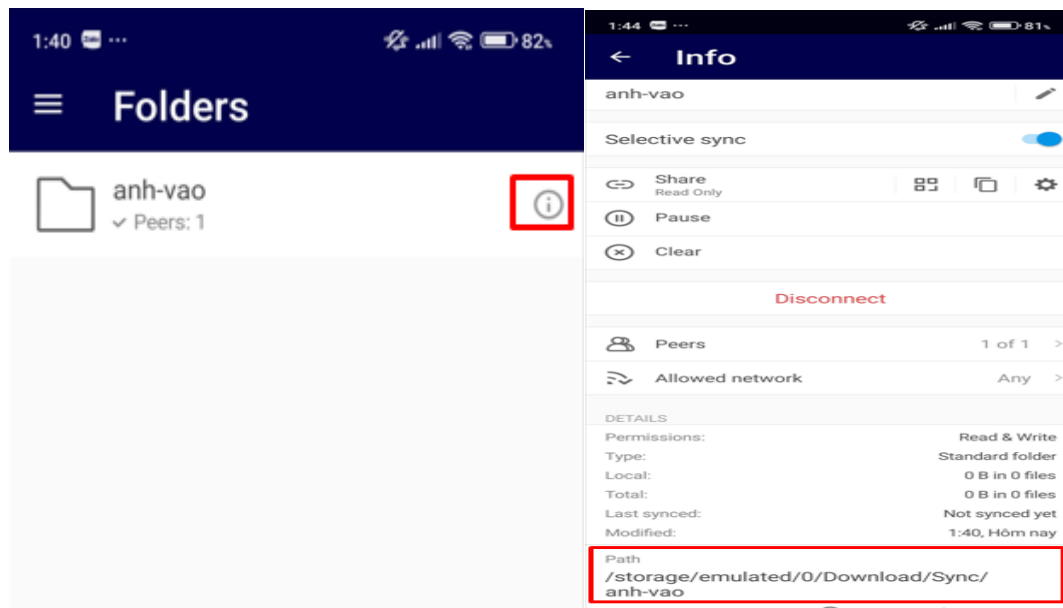 1:40 ...
82%
Folders
anh-vao
✓ Peers: 1
1:44 ...
81%
Info
anh-vao
Selective sync
Share
Read Only
Pause
Clear
Disconnect
Peers 1 of 1 >
Allowed network Any >
DETAILS
Permissions: Read & Write
Type: Standard folder
Local: 0 B in 0 files
Total: 0 B in 0 files
Last synced: Not synced yet
Modified: 1:40, Hôm nay
Path
/storage/emulated/0/Download/Sync/
anh-vao